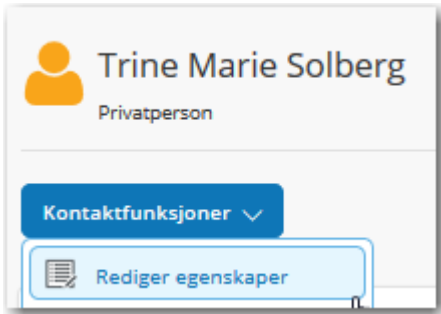 Trine Marie Solberg
Privatperson
Kontaktfunksjoner
Rediger egenskaper